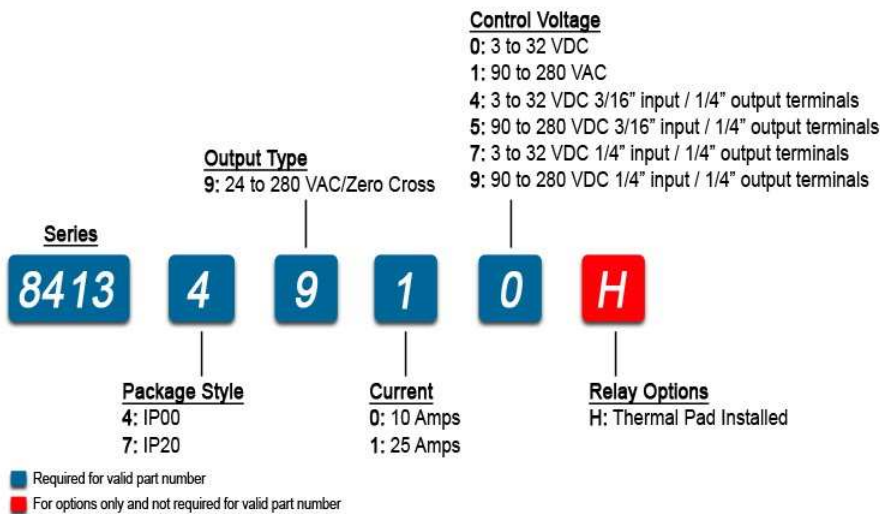 Control Voltage
0: 3 to 32 VDC
1: 90 to 280 VAC
4: 3 to 32 VDC 3/16" input / 1/4" output terminals
5: 90 to 280 VDC 3/16" input / 1/4" output terminals
7: 3 to 32 VDC 1/4" input / 1/4" output terminals
9: 90 to 280 VDC 1/4" input / 1/4" output terminals
Output Type
9: 24 to 280 VAC/Zero Cross
Series
8413 4 9 1 0 H
Package Style
4: IP00
7: IP20
Current
0: 10 Amps
1: 25 Amps
Relay Options
H: Thermal Pad Installed
Required for valid part number
For options only and not required for valid part number